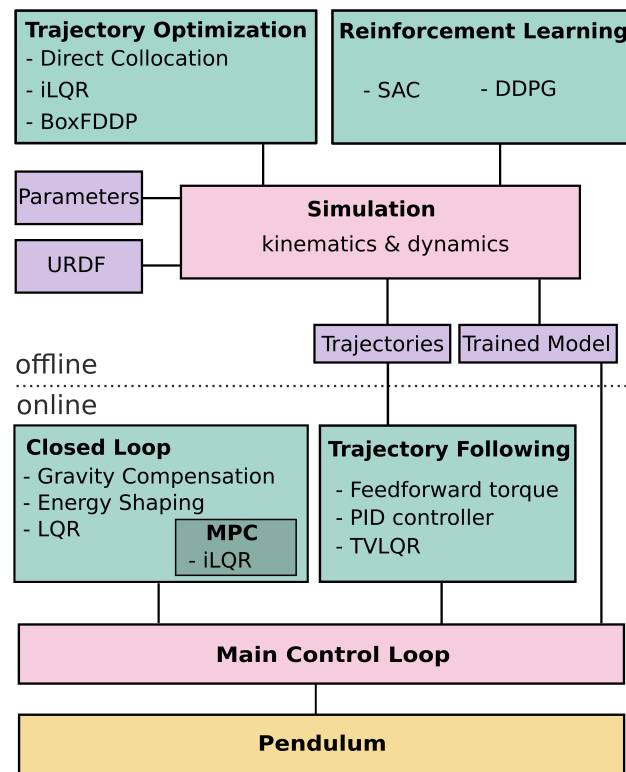 Trajectory Optimization
- Direct Collocation
- iLQR
- BoxFDDP
Reinforcement Learning
- SAC - DDPG
Parameters
URDF
Simulation
kinematics & dynamics
Trajectories
Trained Model
offline
online
Closed Loop
- Gravity Compensation
- Energy Shaping
- LQR
MPC
- iLQR
Trajectory Following
- Feedforward torque
- PID controller
- TVLQR
Main Control Loop
Pendulum